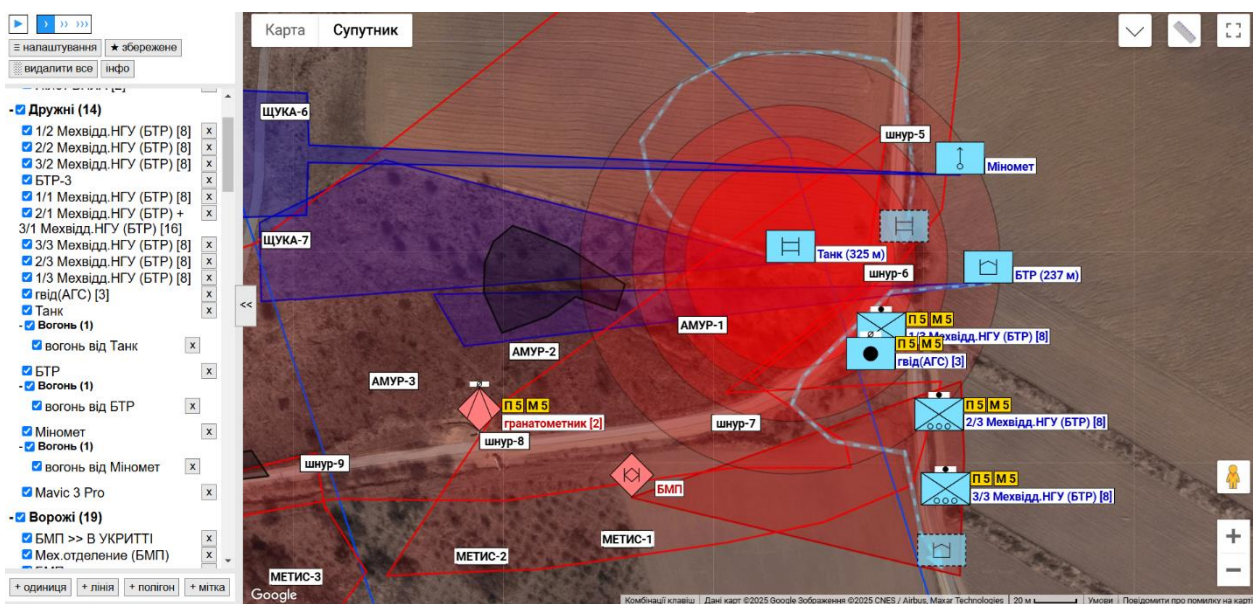 ≡ налаштування
★ збережене
видалити все
інфо
- Дружні (14)
1/2 Мехвідд.НГУ (БТР) [8] x
2/2 Мехвідд.НГУ (БТР) [8] x
3/2 Мехвідд.НГУ (БТР) [8] x
БТР-3 x
1/1 Мехвідд.НГУ (БТР) [8] x
2/1 Мехвідд.НГУ (БТР) + x
3/1 Мехвідд.НГУ (БТР) [16]
3/3 Мехвідд.НГУ (БТР) [8] x
2/3 Мехвідд.НГУ (БТР) [8] x
1/3 Мехвідд.НГУ (БТР) [8] x
гвід(АГС) [3] x
Танк x
- Вогонь (1)
вогонь від Танк x
БТР x
- Вогонь (1)
вогонь від БТР x
Міномет x
- Вогонь (1)
вогонь від Міномет x
Mavic 3 Pro x
- Ворожі (19)
БМП >> В УКРИТТІ x
Мех.отделение (БМП) x
+ одиниця
+ лінія
+ полігон
+ мітка
<<
Карта
Супутник
ЩУКА-6
шнур-5
Міномет
ЩУКА-7
Танк (325 м)
шнур-6
БТР (237 м)
АМУР-1
П 5 М 5
1/3 Мехвідд.НГУ (БТР) [8]
П 5 М 5
гвід(АГС) [3]
АМУР-2
АМУР-3
П 5 М 5
гранатометник [2]
П 5 М 5
2/3 Мехвідд.НГУ (БТР) [8]
шнур-7
шнур-8
шнур-9
БМП
П 5 М 5
3/3 Мехвідд.НГУ (БТР) [8]
МЕТИС-1
МЕТИС-2
МЕТИС-3
Google
Комбінації клавіш
Дані карт ©2025 Google Зображення ©2025 CNES / Airbus, Maxar Technologies
20 м
Умови
Повідомити про помилку на карті